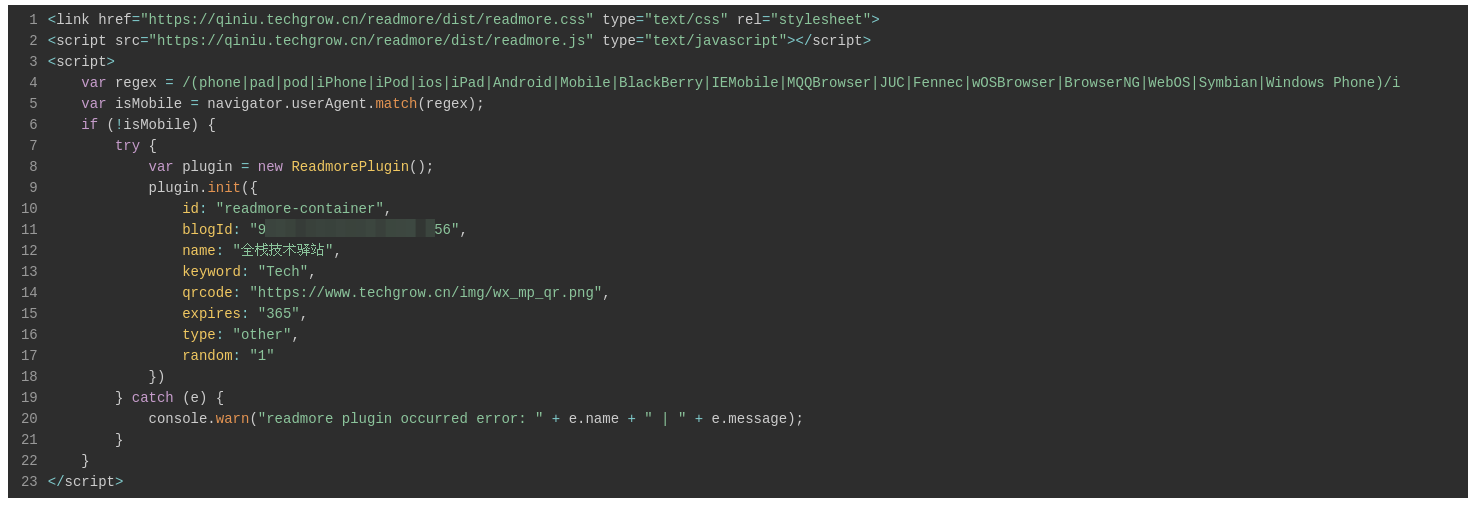 1 <link href="https://qiniu.techgrow.cn/readmore/dist/readmore.css" type="text/css" rel="stylesheet">
2 <script src="https://qiniu.techgrow.cn/readmore/dist/readmore.js" type="text/javascript"></script>
3 <script>
4     var regex = /(phone|pad|pod|iPhone|iPod|ios|iPad|Android|Mobile|BlackBerry|IEMobile|MQQBrowser|JUC|Fennec|wOSBrowser|BrowserNG|WebOS|Symbian|Windows Phone)/i
5     var isMobile = navigator.userAgent.match(regex);
6     if (!isMobile) {
7         try {
8             var plugin = new ReadmorePlugin();
9             plugin.init({
10                 id: "readmore-container",
11                 blogId: "9 56",
12                 name: "全栈技术驿站",
13                 keyword: "Tech",
14                 qrcode: "https://www.techgrow.cn/img/wx_mp_qr.png",
15                 expires: "365",
16                 type: "other",
17                 random: "1"
18             })
19         } catch (e) {
20             console.warn("readmore plugin occurred error: " + e.name + " | " + e.message);
21         }
22     }
23 </script>